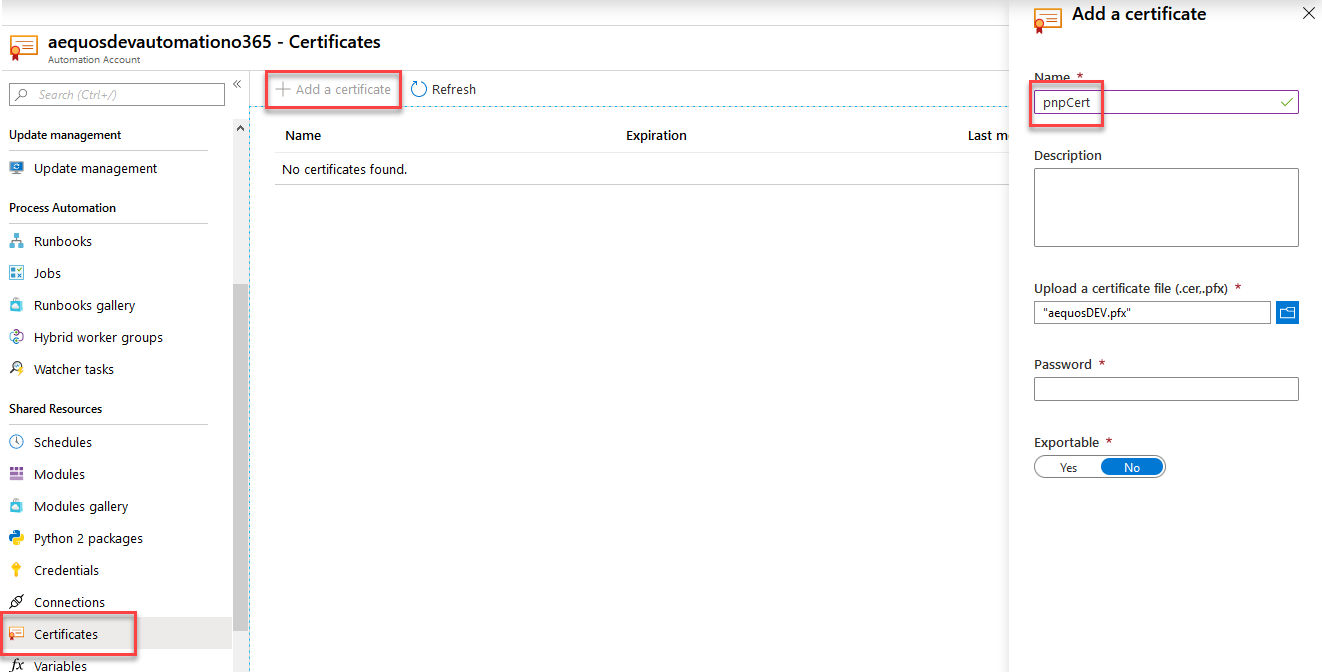 aequosdevautomationo365 - Certificates
Automation Account
Search (Ctrl+/)
Update management
Update management
Process Automation
Runbooks
Jobs
Runbooks gallery
Hybrid worker groups
Watcher tasks
Shared Resources
Schedules
Modules
Modules gallery
Python 2 packages
Credentials
Connections
Certificates
Variables
Add a certificate
Refresh
Name Expiration Last m
No certificates found.
Add a certificate
Name *
pnpCert
Description
Upload a certificate file (.cer,.pfx) *
"aequosDEV.pfx"
Password *
Exportable *
Yes No